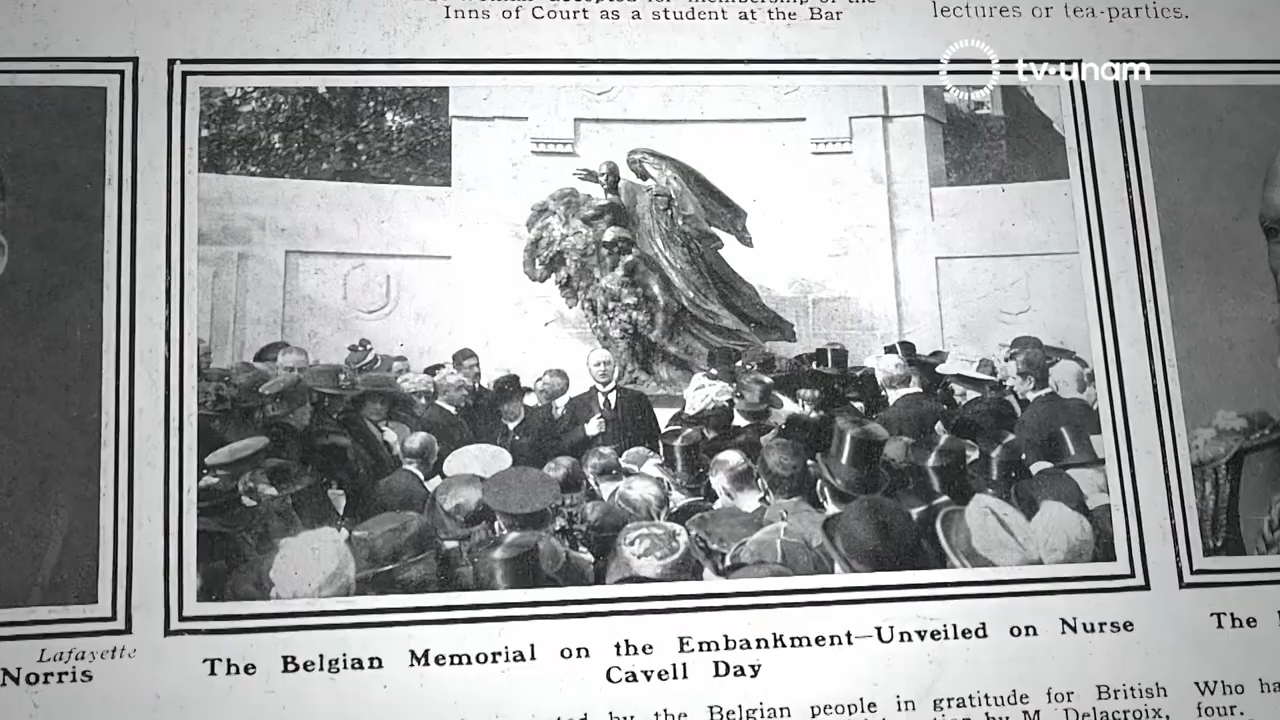 Inns of Court as a student at the Bar
lectures or tea-parties.
tv·unam
Lafayette
Norris
The Belgian Memorial on the Embankment—Unveiled on Nurse
Cavell Day
The
by the Belgian people in gratitude for British
by M. Delacroix,
Who ha
four.